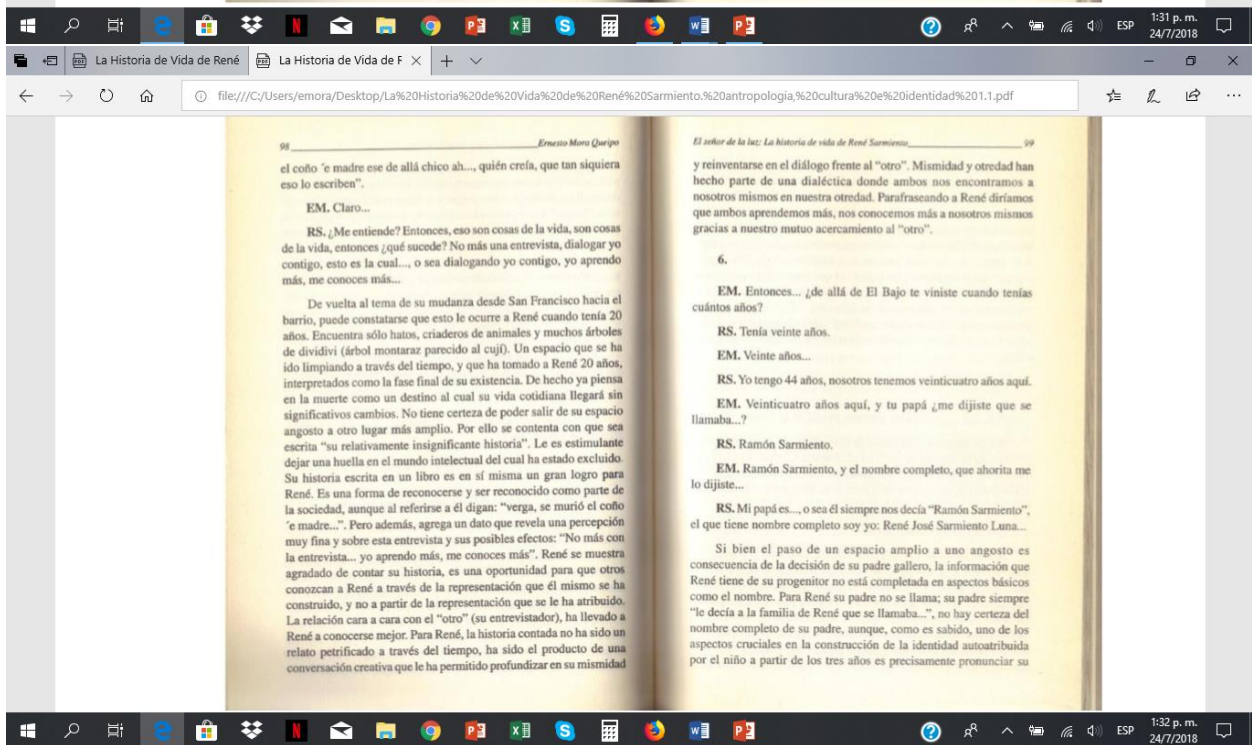 1:31 p. m.
ESP
24/7/2018
La Historia de Vida de René
La Historia de Vida de F
file:///C:/Users/emora/Desktop/La%20Historia%20de%20Vida%20de%20René%20Sarmiento.%20antropologia,%20cultura%20e%20identidad%201.1.pdf
98 Ernesto Mora Queipo
el coño ´e madre ese de allá chico ah..., quién creía, que tan siquiera
eso lo escriben".
EM. Claro...
RS. ¿Me entiende? Entonces, eso son cosas de la vida, son cosas
de la vida, entonces ¿qué sucede? No más una entrevista, dialogar yo
contigo, esto es la cual..., o sea dialogando yo contigo, yo aprendo
más, me conoces más...
De vuelta al tema de su mudanza desde San Francisco hacia el
barrio, puede constatarse que esto le ocurre a René cuando tenía 20
años. Encuentra sólo hatos, criaderos de animales y muchos árboles
de dividivi (árbol montaraz parecido al cují). Un espacio que se ha
ido limpiando a través del tiempo, y que ha tomado a René 20 años,
interpretados como la fase final de su existencia. De hecho ya piensa
en la muerte como un destino al cual su vida cotidiana llegará sin
significativos cambios. No tiene certeza de poder salir de su espacio
angosto a otro lugar más amplio. Por ello se contenta con que sea
escrita "su relativamente insignificante historia". Le es estimulante
dejar una huella en el mundo intelectual del cual ha estado excluido.
Su historia escrita en un libro es en sí misma un gran logro para
René. Es una forma de reconocerse y ser reconocido como parte de
la sociedad, aunque al referirse a él digan: "verga, se murió el coño
´e madre...". Pero además, agrega un dato que revela una percepción
muy fina y sobre esta entrevista y sus posibles efectos: "No más con
la entrevista... yo aprendo más, me conoces más". René se muestra
agradado de contar su historia, es una oportunidad para que otros
conozcan a René a través de la representación que él mismo se ha
construido, y no a partir de la representación que se le ha atribuido.
La relación cara a cara con el "otro" (su entrevistador), ha llevado a
René a conocerse mejor. Para René, la historia contada no ha sido un
relato petrificado a través del tiempo, ha sido el producto de una
conversación creativa que le ha permitido profundizar en su mismidad
El señor de la luz: La historia de vida de René Sarmiento 99
y reinventarse en el diálogo frente al "otro". Mismidad y otredad han
hecho parte de una dialéctica donde ambos nos encontramos a
nosotros mismos en nuestra otredad. Parafraseando a René diríamos
que ambos aprendemos más, nos conocemos más a nosotros mismos
gracias a nuestro mutuo acercamiento al "otro".
6.
EM. Entonces... ¿de allá de El Bajo te viniste cuando tenías
cuántos años?
RS. Tenía veinte años.
EM. Veinte años...
RS. Yo tengo 44 años, nosotros tenemos veinticuatro años aquí.
EM. Veinticuatro años aquí, y tu papá ¿me dijiste que se
llamaba...?
RS. Ramón Sarmiento.
EM. Ramón Sarmiento, y el nombre completo, que ahorita me
lo dijiste...
RS. Mi papá es..., o sea él siempre nos decía "Ramón Sarmiento",
el que tiene nombre completo soy yo: René José Sarmiento Luna...
Si bien el paso de un espacio amplio a uno angosto es
consecuencia de la decisión de su padre gallero, la información que
René tiene de su progenitor no está completada en aspectos básicos
como el nombre. Para René su padre no se llama; su padre siempre
"le decía a la familia de René que se llamaba...", no hay certeza del
nombre completo de su padre, aunque, como es sabido, uno de los
aspectos cruciales en la construcción de la identidad autoatribuida
por el niño a partir de los tres años es precisamente pronunciar su
1:32 p. m.
ESP
24/7/2018